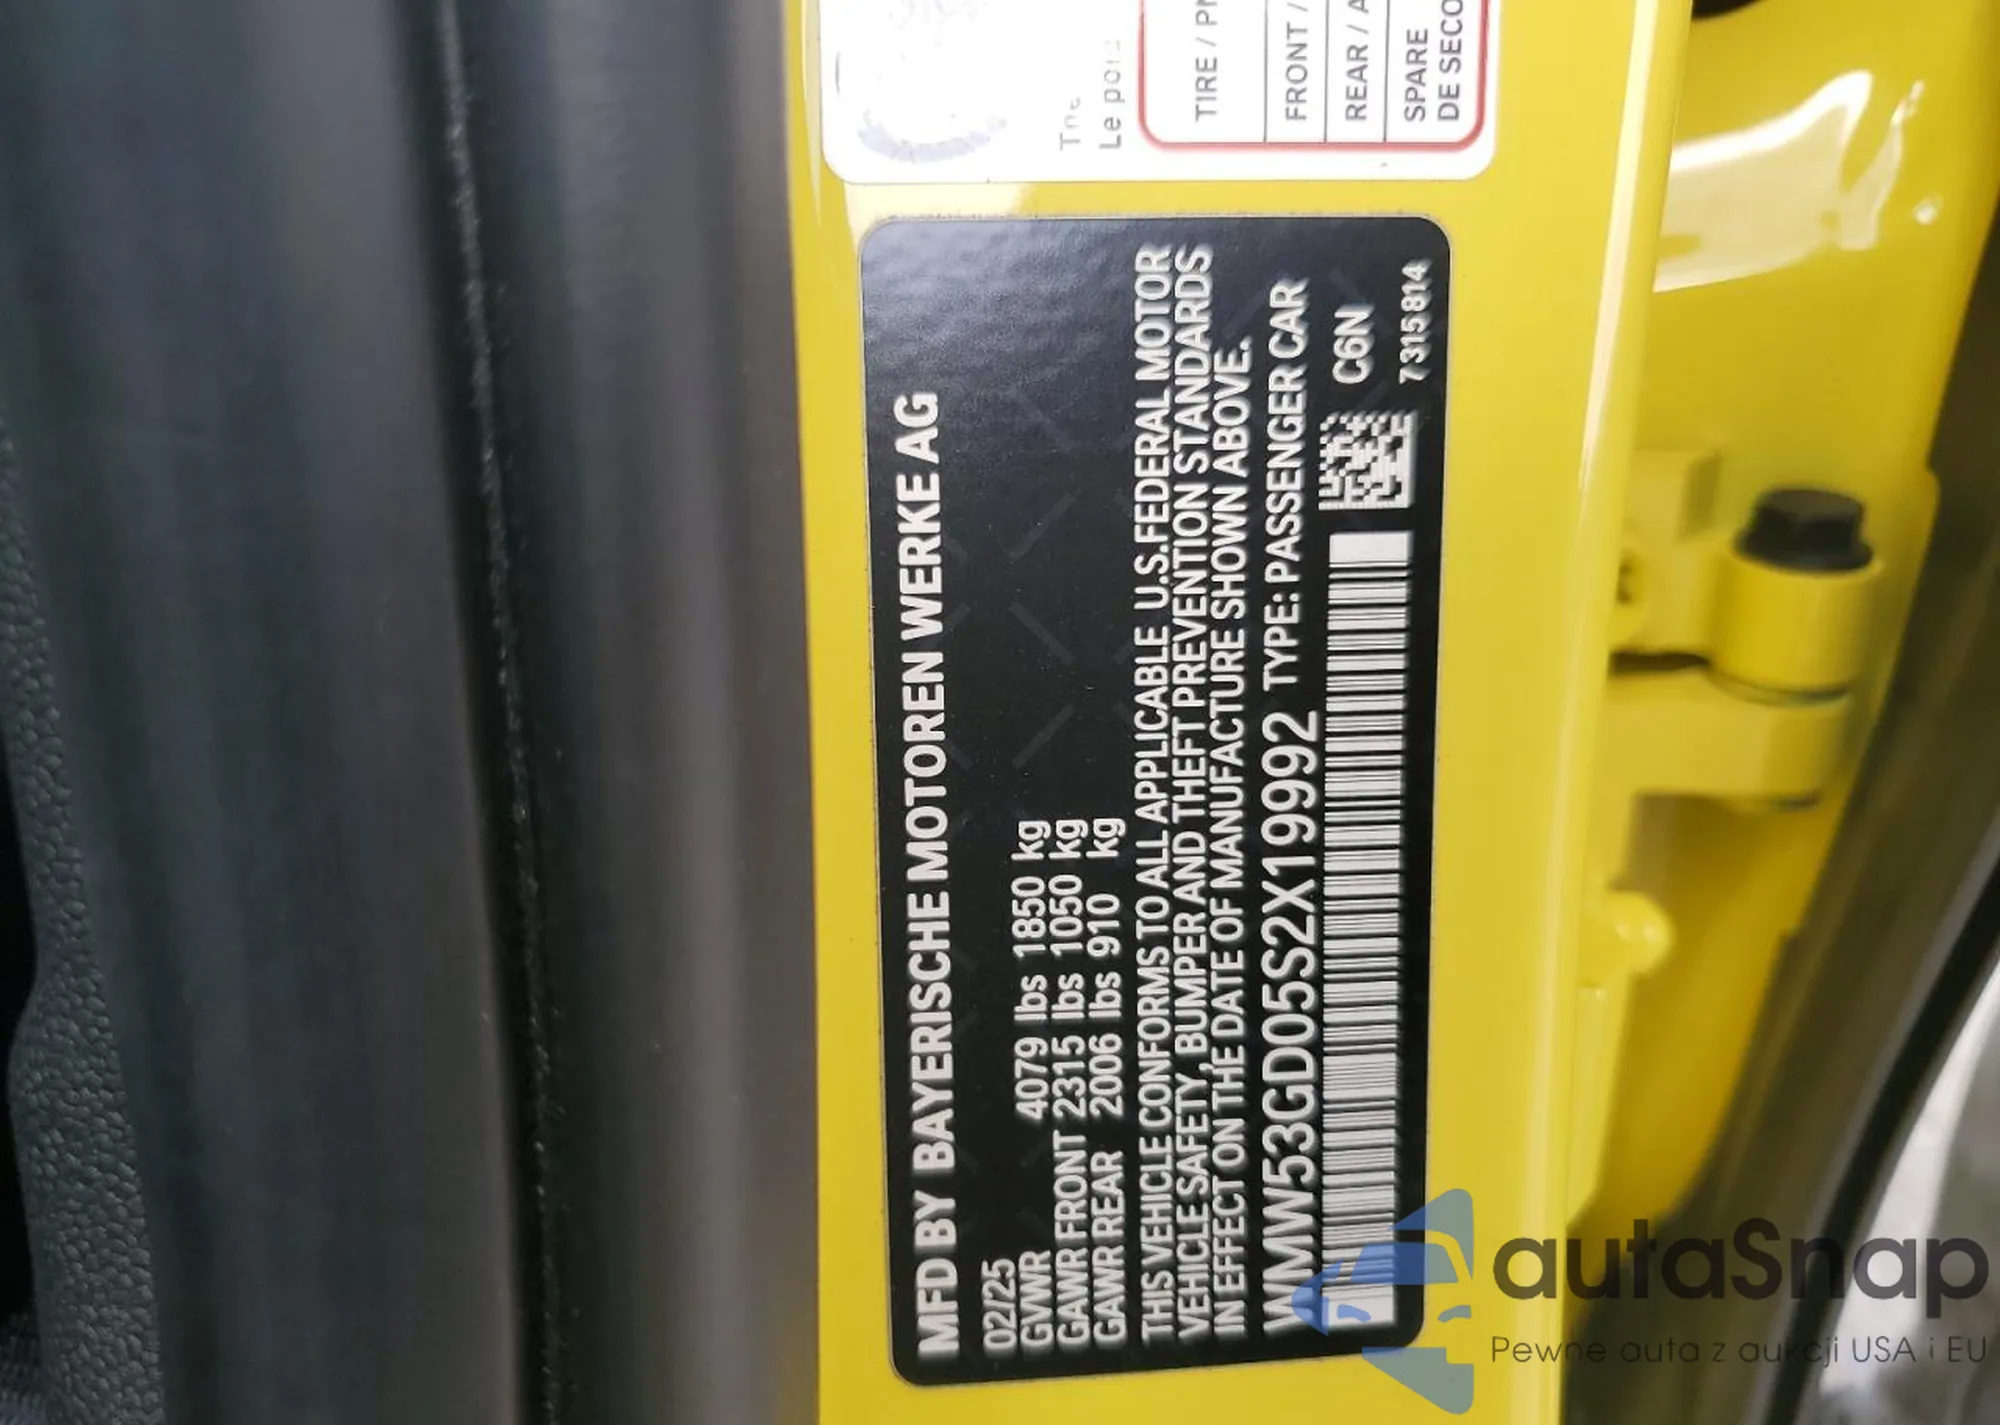 Le
TIRE /
FRONT /
REAR / A
SPARE
DE SECO
MFD BY BAYERISCHE MOTOREN WERKE AG
02/25
GVWR 4079 lbs 1850 kg
GAWR FRONT 2315 lbs 1050 kg
GAWR REAR 2006 lbs 910 kg
THIS VEHICLE CONFORMS TO ALL APPLICABLE U.S. FEDERAL MOTOR
VEHICLE SAFETY, BUMPER AND THEFT PREVENTION STANDARDS
IN EFFECT ON THE DATE OF MANUFACTURE SHOWN ABOVE.
WMW53GD05S2X19992 TYPE: PASSENGER CAR
C6N
7 315 814
autaSnap
Pewne auta z aukcji USA i EU